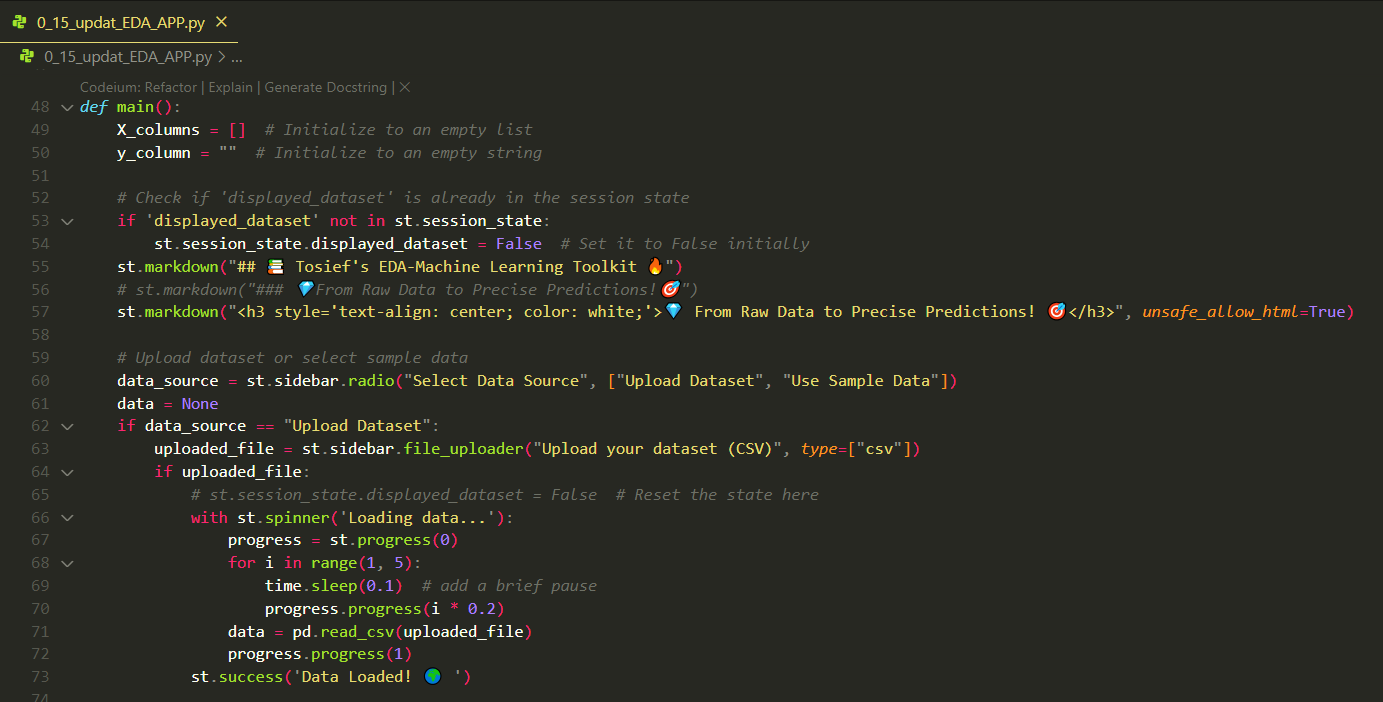 0_15_updat_EDA_APP.py ×
0_15_updat_EDA_APP.py > ...
Codeium: Refactor | Explain | Generate Docstring | ×
48 def main():
49     X_columns = []  # Initialize to an empty list
50     y_column = ""  # Initialize to an empty string
51
52     # Check if 'displayed_dataset' is already in the session state
53     if 'displayed_dataset' not in st.session_state:
54         st.session_state.displayed_dataset = False  # Set it to False initially
55     st.markdown("## 📚 Tosief's EDA-Machine Learning Toolkit 🔥")
56     # st.markdown("### 💎From Raw Data to Precise Predictions!🎯")
57     st.markdown("<h3 style='text-align: center; color: white;'>💎 From Raw Data to Precise Predictions! 🎯</h3>", unsafe_allow_html=True)
58
59     # Upload dataset or select sample data
60     data_source = st.sidebar.radio("Select Data Source", ["Upload Dataset", "Use Sample Data"])
61     data = None
62     if data_source == "Upload Dataset":
63         uploaded_file = st.sidebar.file_uploader("Upload your dataset (CSV)", type=["csv"])
64         if uploaded_file:
65             # st.session_state.displayed_dataset = False  # Reset the state here
66             with st.spinner('Loading data...'):
67                 progress = st.progress(0)
68                 for i in range(1, 5):
69                     time.sleep(0.1)  # add a brief pause
70                     progress.progress(i * 0.2)
71                 data = pd.read_csv(uploaded_file)
72                 progress.progress(1)
73             st.success('Data Loaded! 🌍 ')
74